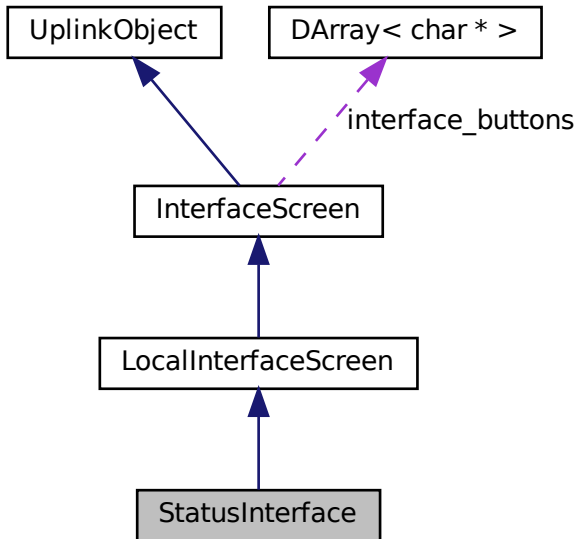 UplinkObject
DArray< char * >
interface_buttons
InterfaceScreen
LocalInterfaceScreen
StatusInterface